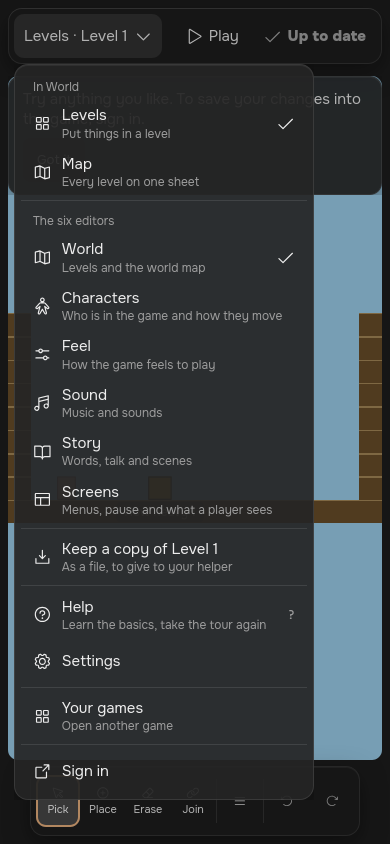 Levels · Level 1
Play
Up to date
Try anything you like. To save your changes into
In World
Levels
Put things in a level
Map
Every level on one sheet
The six editors
World
Levels and the world map
Characters
Who is in the game and how they move
Feel
How the game feels to play
Sound
Music and sounds
Story
Words, talk and scenes
Screens
Menus, pause and what a player sees
Keep a copy of Level 1
As a file, to give to your helper
Help
Learn the basics, take the tour again
?
Settings
Your games
Open another game
Sign in
Pick
Place
Erase
Join